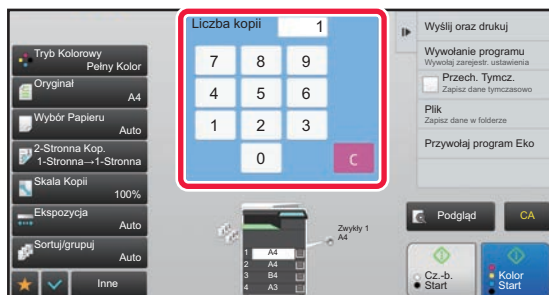 Liczba kopii 1
7 8 9
4 5 6
1 2 3
0 C
Tryb Kolorowy
Pełny Kolor
Oryginał
A4
Wybór Papieru
Auto
2-Stronna Kop.
1-Stronna→1-Stronna
Skala Kopii
100%
Ekspozycja
Auto
Sortuj/grupuj
Auto
Inne
Zwykły 1
A4
1 A4
2 A4
3 B4
4 A3
Wyślij oraz drukuj
Wywołanie programu
Wywołaj zarejestr. ustawienia
Przech. Tymcz.
Zapisz dane tymczasowo
Plik
Zapisz dane w folderze
Przywołaj program Eko
Podgląd
CA
Cz.-b.
Start
Kolor
Start